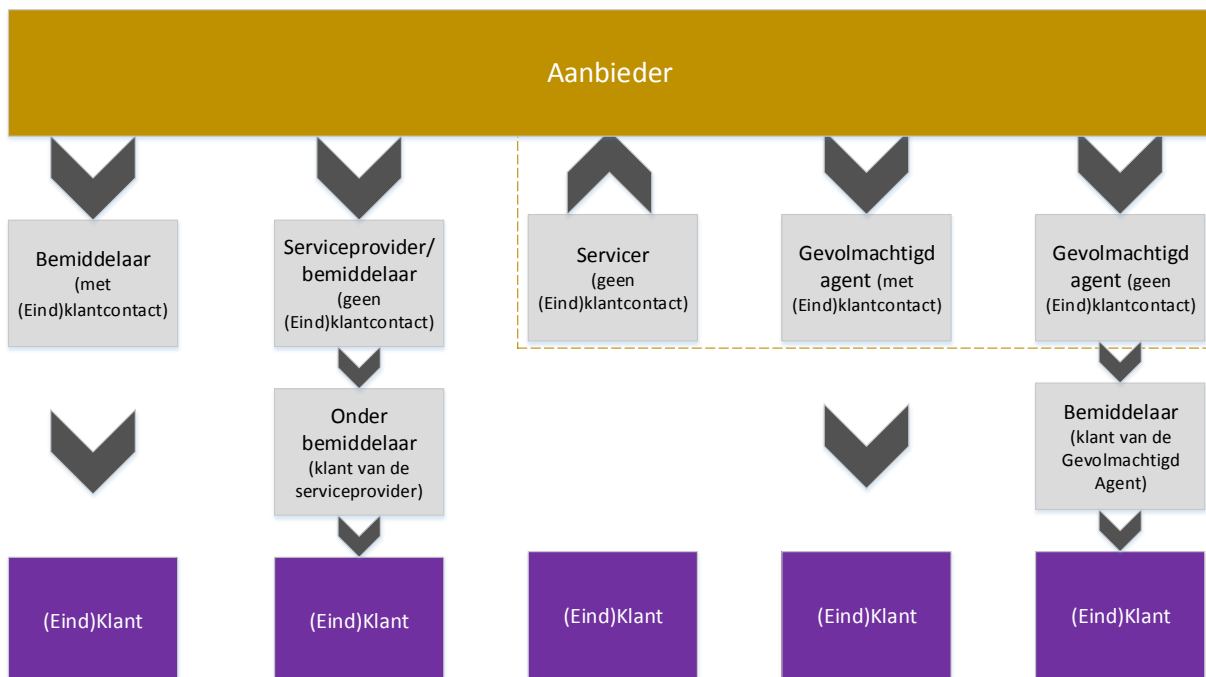 Aanbieder
Bemiddelaar
(met
(Eind)klantcontact)
Serviceprovider/
bemiddelaar
(geen
(Eind)klantcontact)
Servicer
(geen
(Eind)klantcontact)
Gevolmachtigd
agent (met
(Eind)klantcontact)
Gevolmachtigd
agent (geen
(Eind)klantcontact)
Onder
bemiddelaar
(klant van de
serviceprovider)
Bemiddelaar
(klant van de
Gevolmachtigd
Agent)
(Eind)Klant
(Eind)Klant
(Eind)Klant
(Eind)Klant
(Eind)Klant